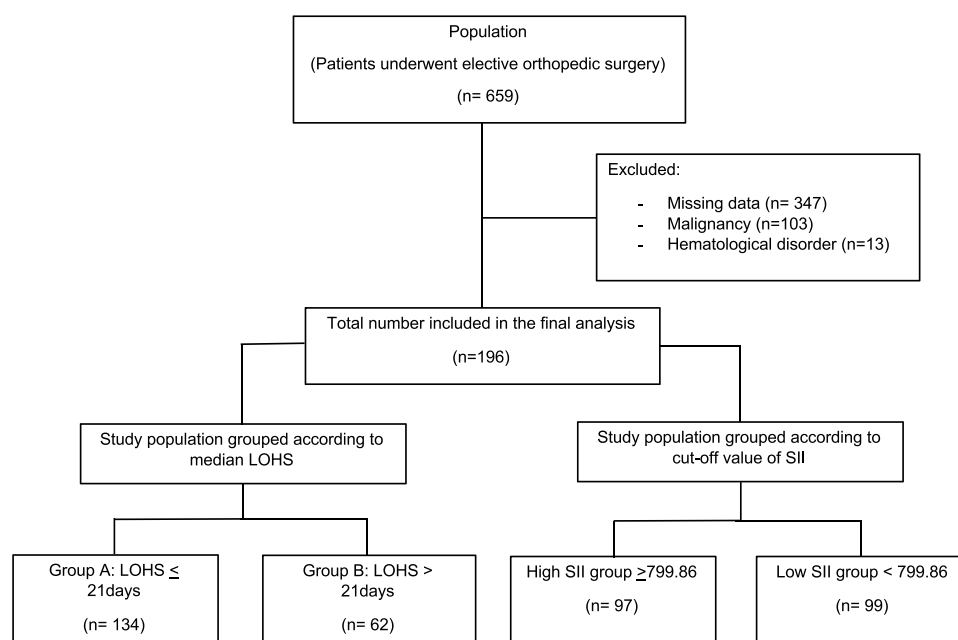 Population
(Patients underwent elective orthopedic surgery)
(n= 659)
Excluded:
- Missing data (n= 347)
- Malignancy (n=103)
- Hematological disorder (n=13)
Total number included in the final analysis
(n=196)
Study population grouped according to
median LOHS
Study population grouped according to
cut-off value of SII
Group A: LOHS ≤
21days
(n= 134)
Group B: LOHS >
21days
(n= 62)
High SII group ≥799.86
(n= 97)
Low SII group < 799.86
(n= 99)